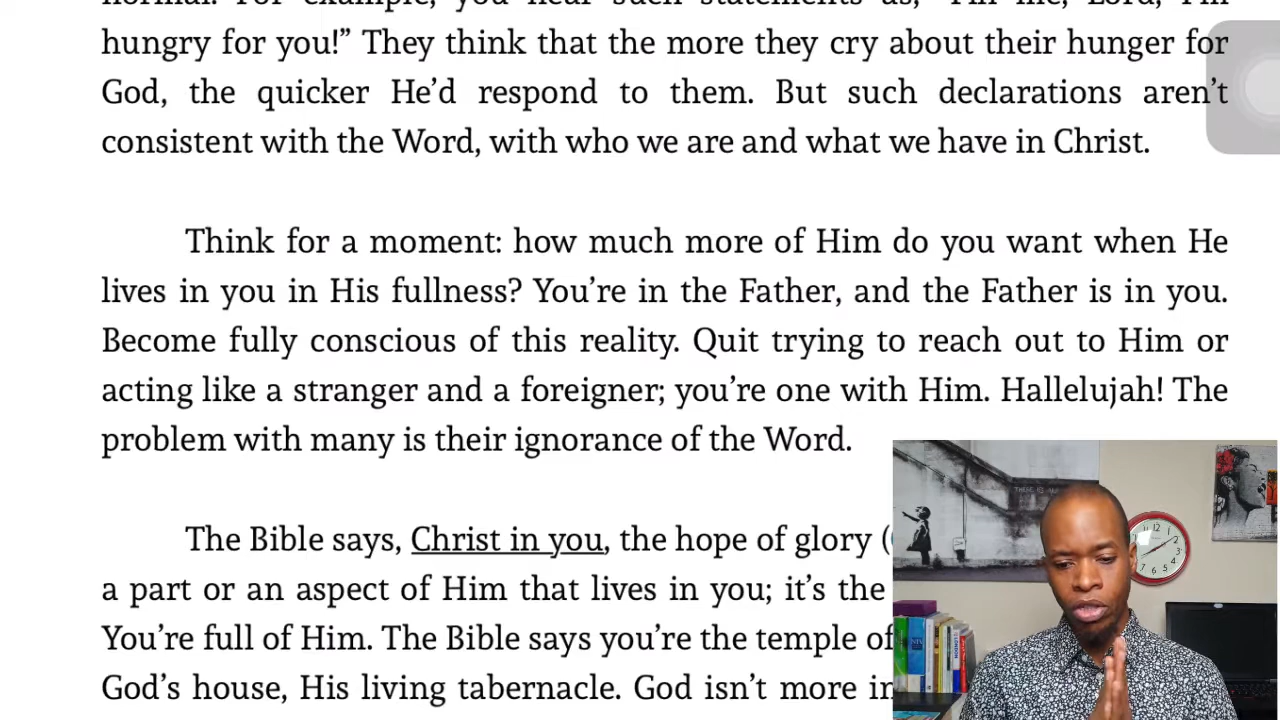 hungry for you!” They think that the more they cry about their hunger for
God, the quicker He’d respond to them. But such declarations aren’t
consistent with the Word, with who we are and what we have in Christ.
Think for a moment: how much more of Him do you want when He
lives in you in His fullness? You’re in the Father, and the Father is in you.
Become fully conscious of this reality. Quit trying to reach out to Him or
acting like a stranger and a foreigner; you’re one with Him. Hallelujah! The
problem with many is their ignorance of the Word.
The Bible says, Christ in you, the hope of glory (
a part or an aspect of Him that lives in you; it’s the
You’re full of Him. The Bible says you’re the temple of
God’s house, His living tabernacle. God isn’t more